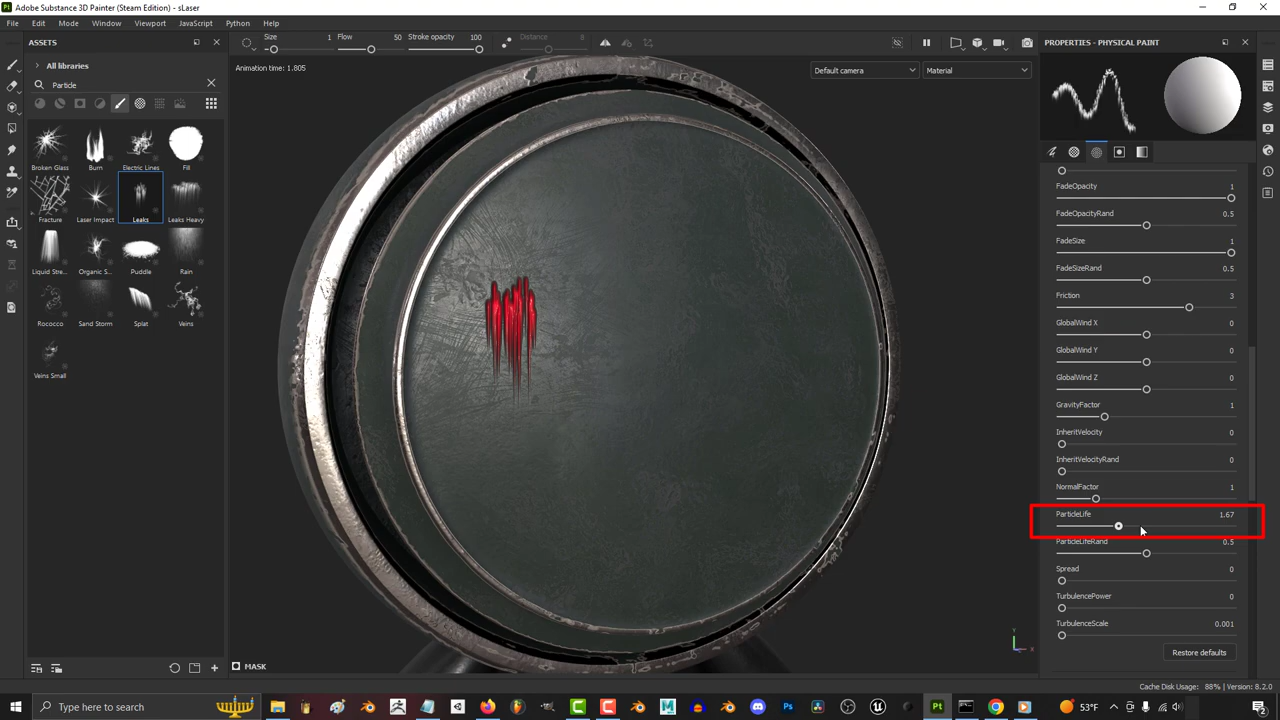 Adobe Substance 3D Painter (Steam Edition) - sLaser
File Edit Mode Window Viewport JavaScript Python Help
ASSETS
Size 1 Flow 50 Stroke opacity 100 Distance 8
PROPERTIES - PHYSICAL PAINT
All libraries
Particle
Animation time: 1.805
Default camera
Material
Broken Glass Burn Electric Lines Fill
Fracture Laser Impact Leaks Leaks Heavy
Liquid Stre... Organic S... Puddle Rain
Rococco Sand Storm Splat Veins
Veins Small
FadeOpacity 1
FadeOpacityRand 0.5
FadeSize 1
FadeSizeRand 0.5
Friction 3
GlobalWind X 0
GlobalWind Y 0
GlobalWind Z 0
GravityFactor 1
InheritVelocity 0
InheritVelocityRand 0
NormalFactor 1
ParticleLife 1.67
ParticleLifeRand 0.5
Spread 0
TurbulencePower 0
TurbulenceScale 0.001
Restore defaults
MASK
Cache Disk Usage: 88% | Version: 8.2.0
Type here to search
53°F